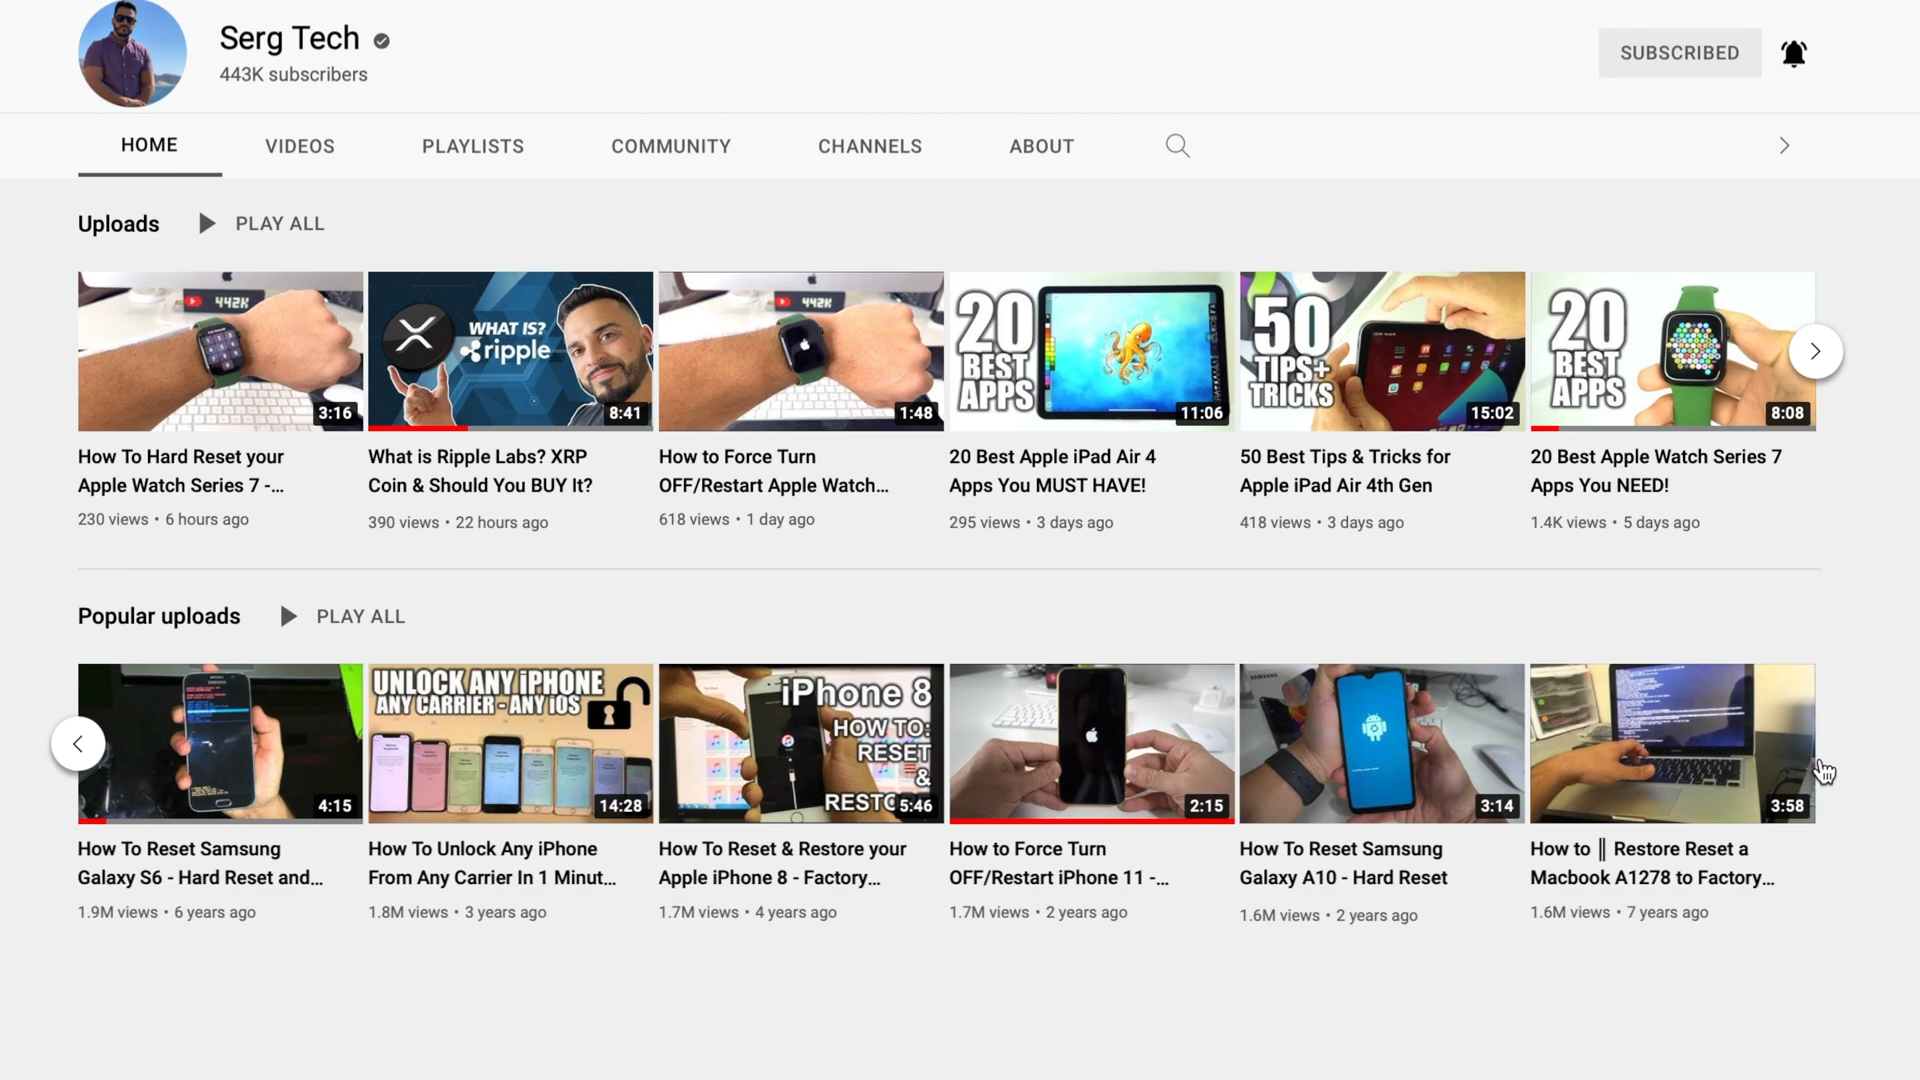 Serg Tech
443K subscribers
SUBSCRIBED
HOME
VIDEOS
PLAYLISTS
COMMUNITY
CHANNELS
ABOUT
Uploads
PLAY ALL
442K
3:16
WHAT IS?
ripple
8:41
442K
1:48
20
BEST
APPS
11:06
50
TIPS+
TRICKS
15:02
20
BEST
APPS
8:08
How To Hard Reset your
Apple Watch Series 7 -...
230 views • 6 hours ago
What is Ripple Labs? XRP
Coin & Should You BUY It?
390 views • 22 hours ago
How to Force Turn
OFF/Restart Apple Watch...
618 views • 1 day ago
20 Best Apple iPad Air 4
Apps You MUST HAVE!
295 views • 3 days ago
50 Best Tips & Tricks for
Apple iPad Air 4th Gen
418 views • 3 days ago
20 Best Apple Watch Series 7
Apps You NEED!
1.4K views • 5 days ago
Popular uploads
PLAY ALL
4:15
UNLOCK ANY iPHONE
ANY CARRIER - ANY iOS
14:28
iPhone 8
HOW TO:
RESET
&
RESTO
5:46
2:15
SAMSUNG
3:14
3:58
How To Reset Samsung
Galaxy S6 - Hard Reset and...
1.9M views • 6 years ago
How To Unlock Any iPhone
From Any Carrier In 1 Minut...
1.8M views • 3 years ago
How To Reset & Restore your
Apple iPhone 8 - Factory...
1.7M views • 4 years ago
How to Force Turn
OFF/Restart iPhone 11 -...
1.7M views • 2 years ago
How To Reset Samsung
Galaxy A10 - Hard Reset
1.6M views • 2 years ago
How to ║ Restore Reset a
Macbook A1278 to Factory...
1.6M views • 7 years ago